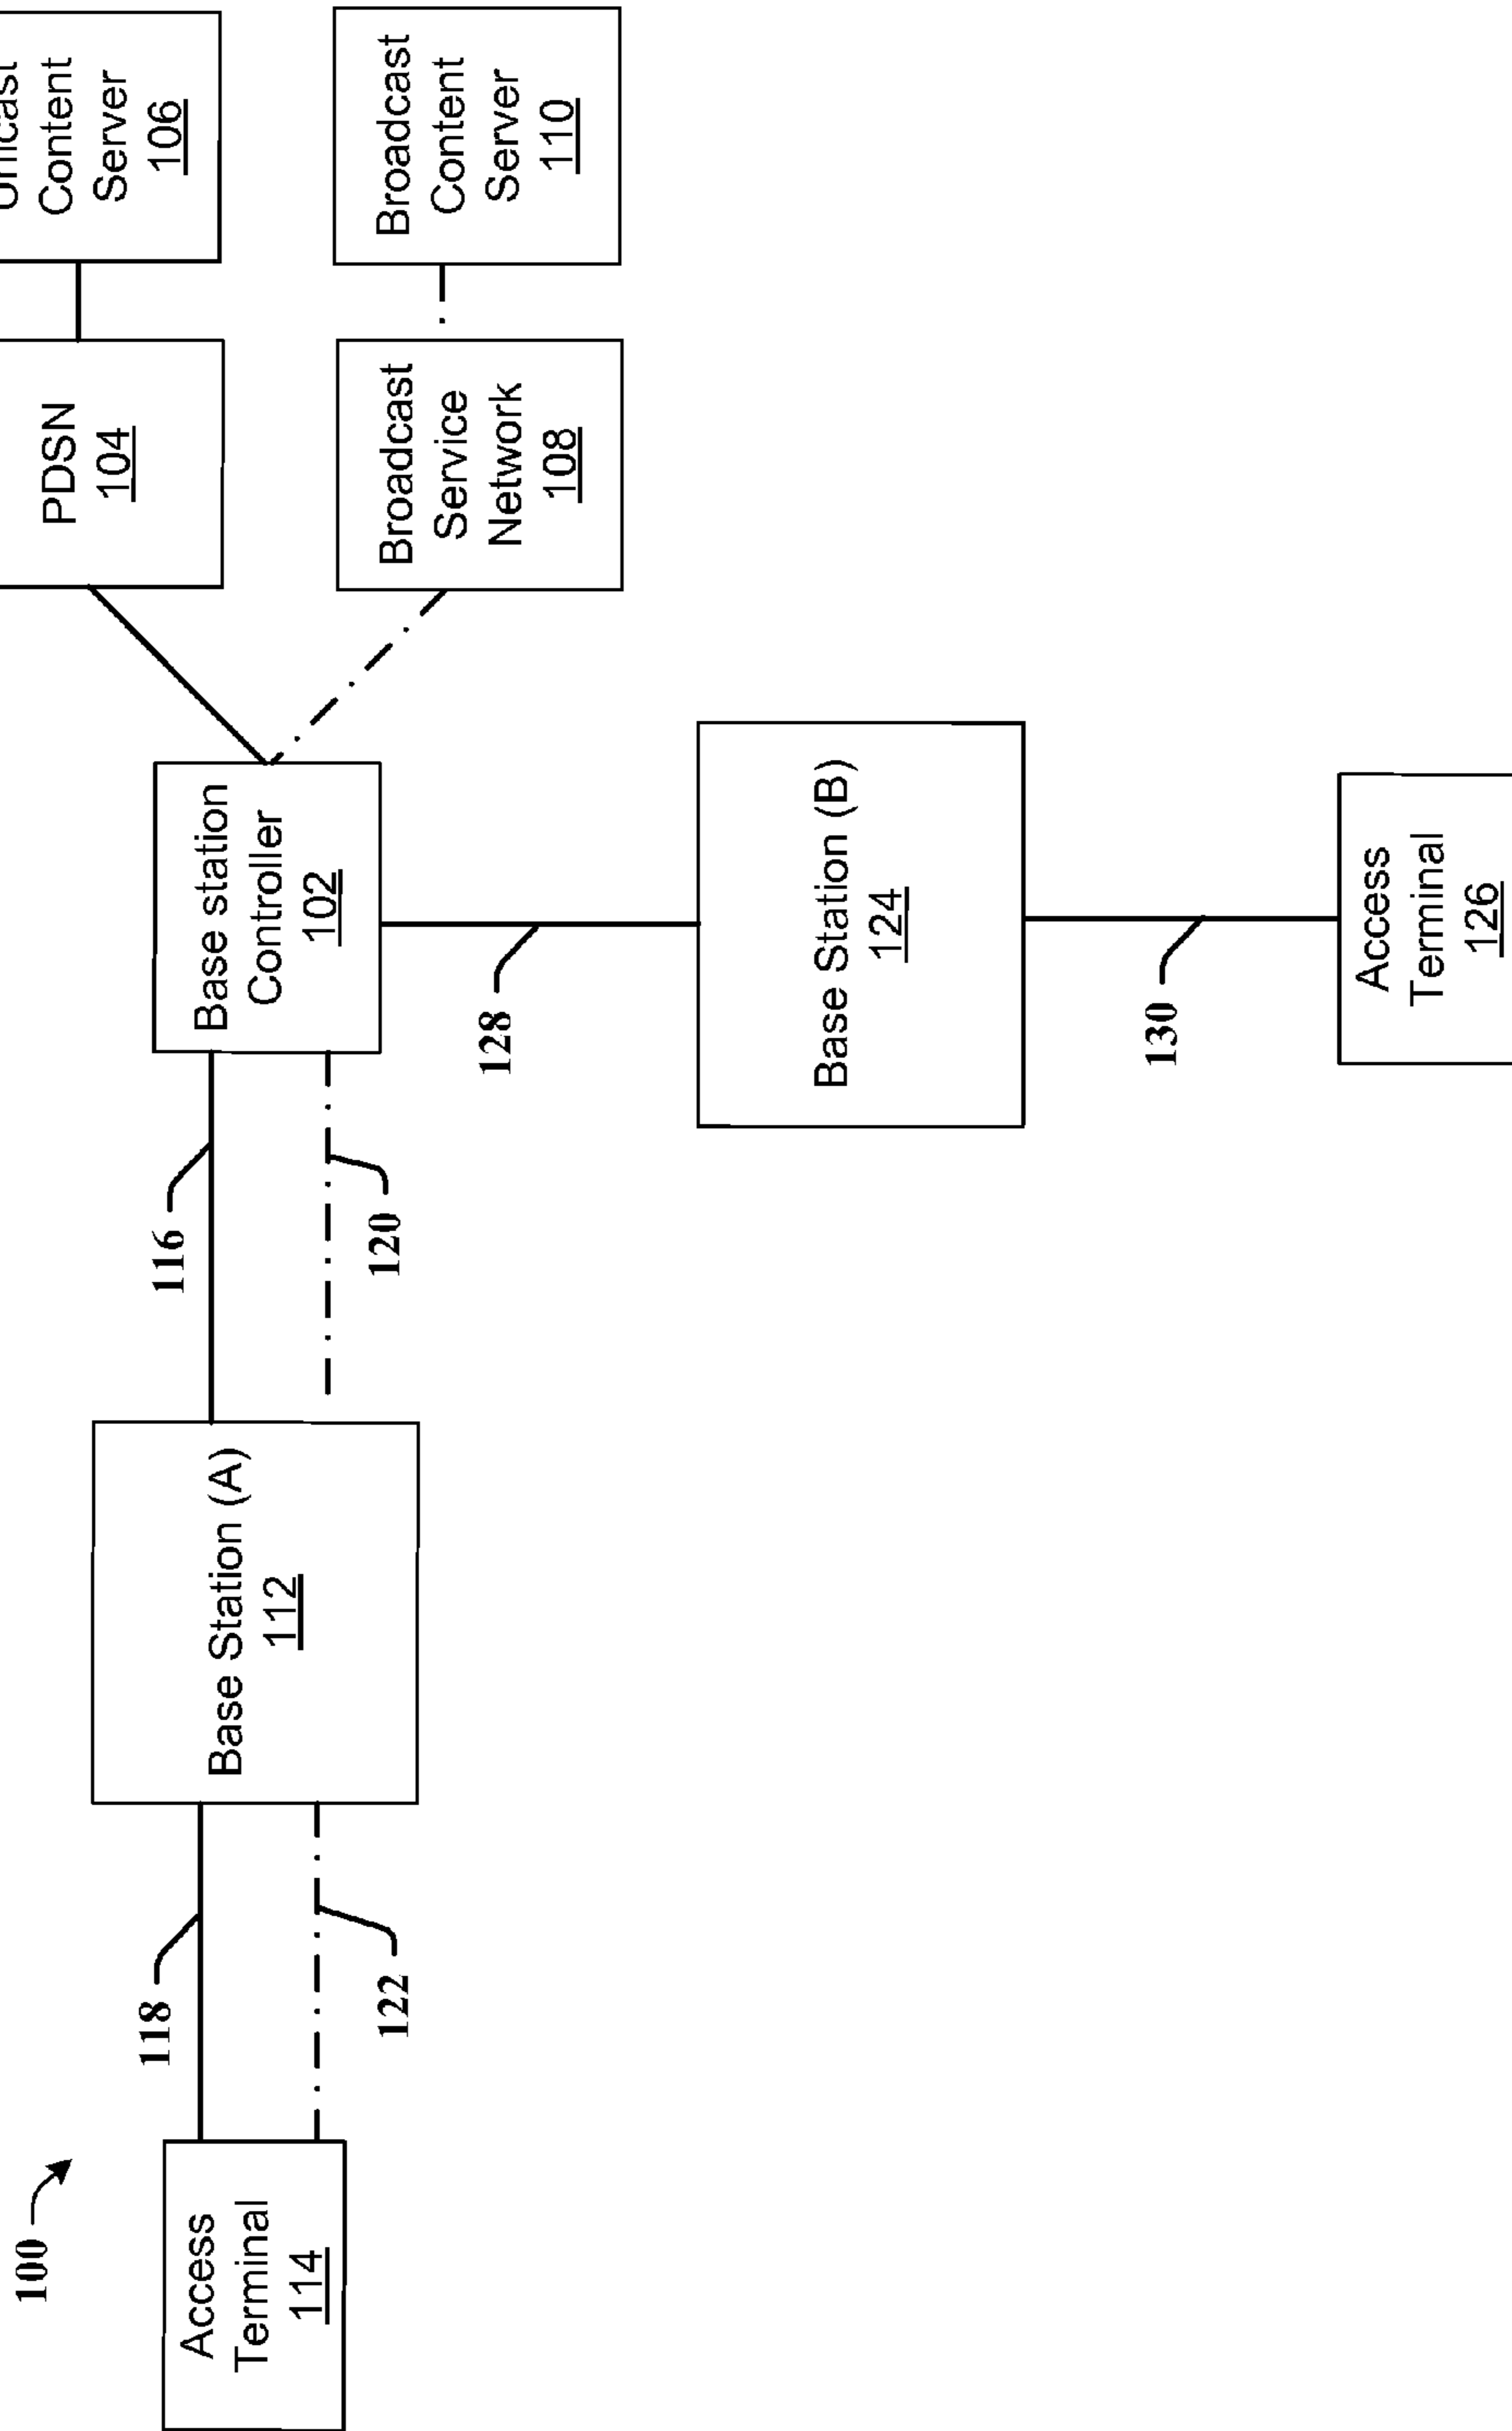 100
Access
Terminal
114
118
122
Base Station (A)
112
116
120
Base station
Controller
102
PDSN
104
Unicast
Content
Server
106
Broadcast
Service
Network
108
Broadcast
Content
Server
110
128
Base Station (B)
124
130
Access
Terminal
126